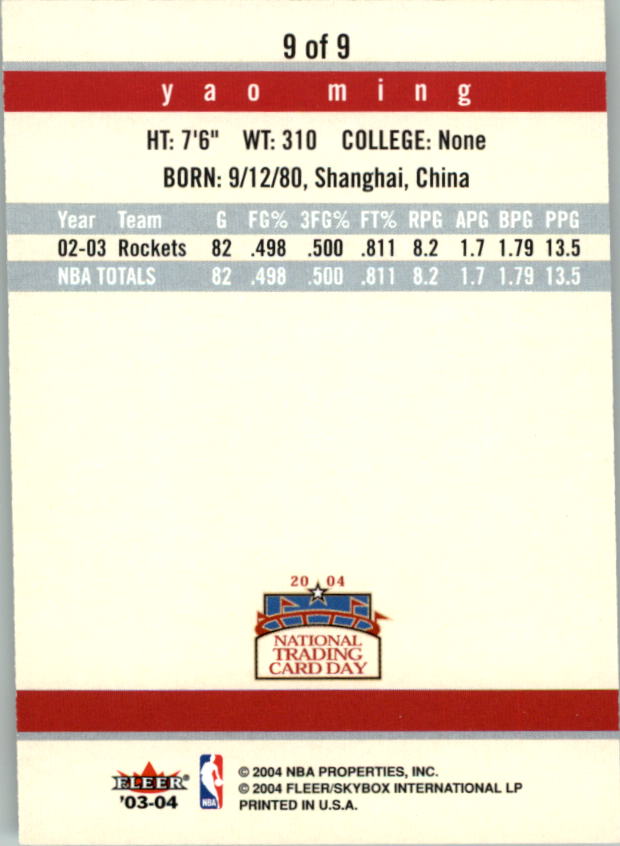 9 of 9
yao ming
HT: 7'6" WT: 310 COLLEGE: None
BORN: 9/12/80, Shanghai, China
Year Team G FG% 3FG% FT% RPG APG BPG PPG
02-03 Rockets 82 .498 .500 .811 8.2 1.7 1.79 13.5
NBA TOTALS 82 .498 .500 .811 8.2 1.7 1.79 13.5
20 04
NATIONAL
TRADING
CARD DAY
FLEER®
'03-04
NBA
© 2004 NBA PROPERTIES, INC.
© 2004 FLEER/SKYBOX INTERNATIONAL LP
PRINTED IN U.S.A.